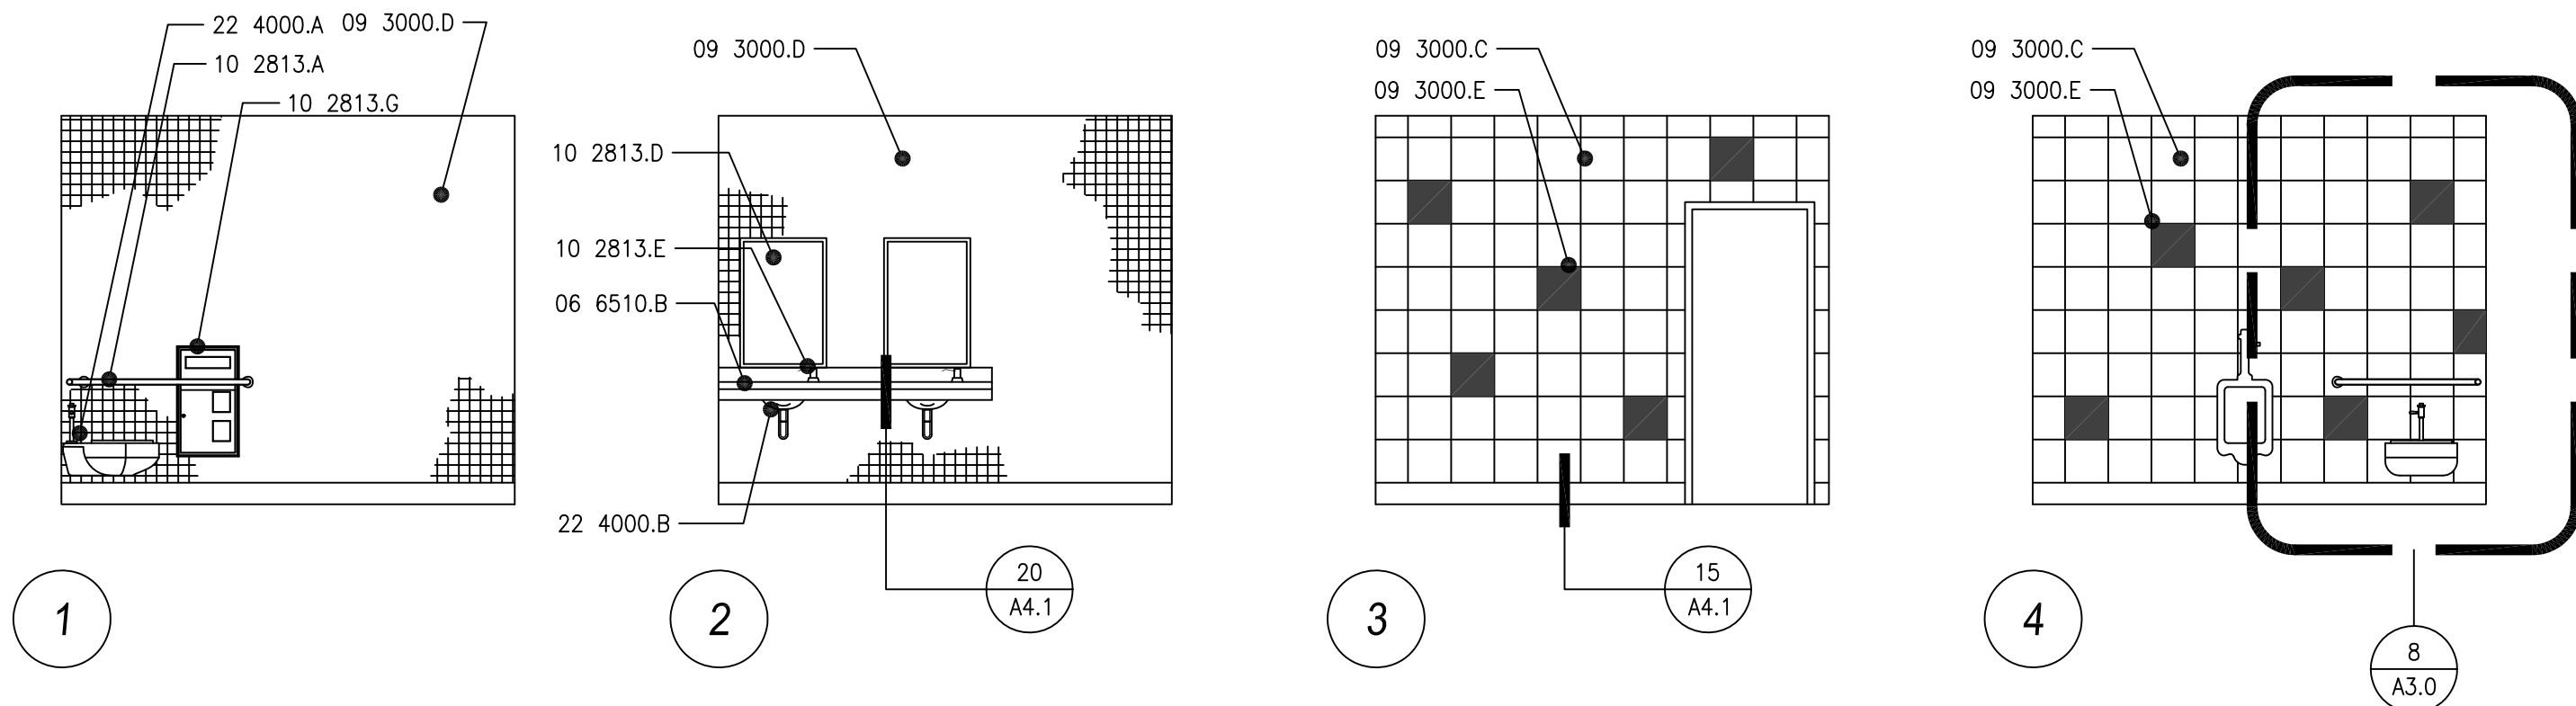 22 4000.A
09 3000.D
10 2813.A
10 2813.G
1
09 3000.D
10 2813.D
10 2813.E
06 6510.B
22 4000.B
20
A4.1
2
09 3000.C
09 3000.E
15
A4.1
3
09 3000.C
09 3000.E
8
A3.0
4